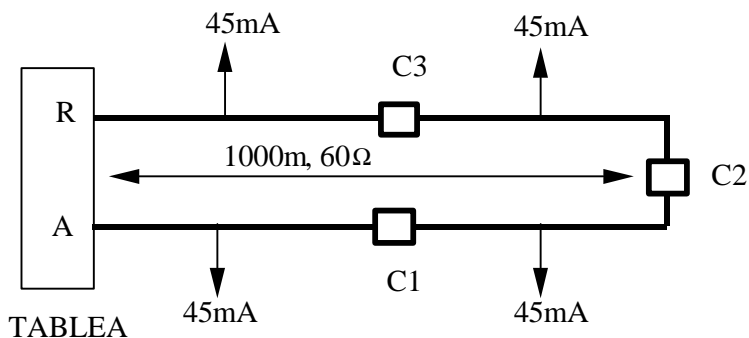 45mA
45mA
C3
R
1000m, 60Ω
C2
A
C1
45mA
45mA
TABLEA